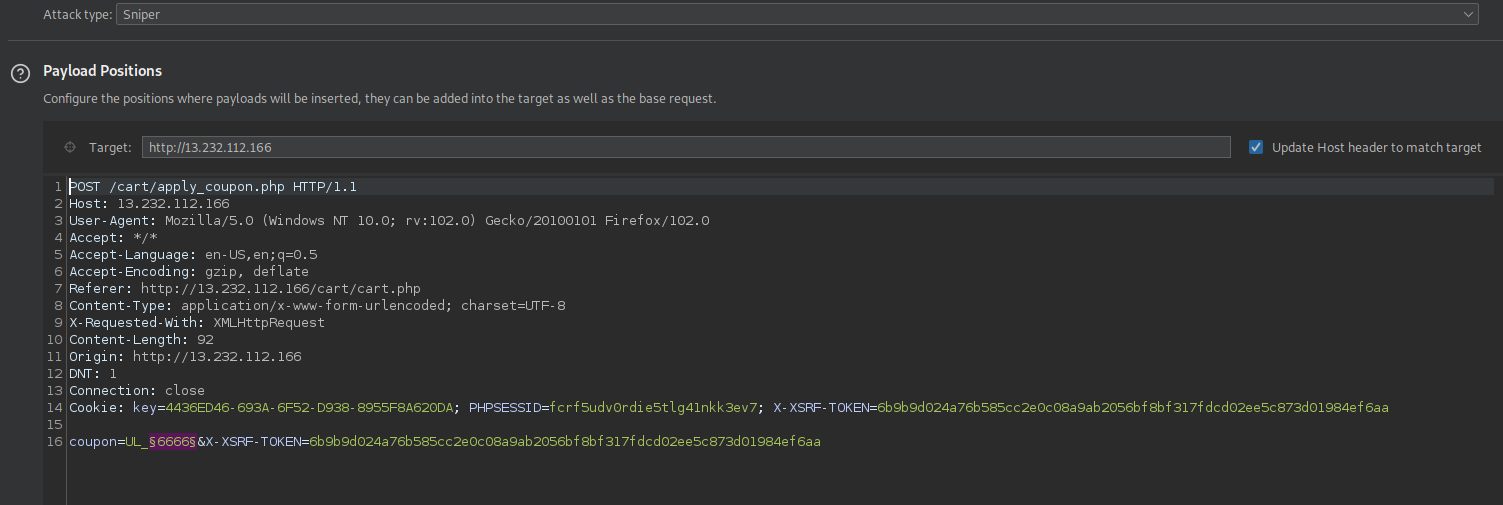 Attack type: Sniper
Payload Positions
Configure the positions where payloads will be inserted, they can be added into the target as well as the base request.
Target: http://13.232.112.166 Update Host header to match target
1 POST /cart/apply_coupon.php HTTP/1.1
2 Host: 13.232.112.166
3 User-Agent: Mozilla/5.0 (Windows NT 10.0; rv:102.0) Gecko/20100101 Firefox/102.0
4 Accept: */*
5 Accept-Language: en-US,en;q=0.5
6 Accept-Encoding: gzip, deflate
7 Referer: http://13.232.112.166/cart/cart.php
8 Content-Type: application/x-www-form-urlencoded; charset=UTF-8
9 X-Requested-With: XMLHttpRequest
10 Content-Length: 92
11 Origin: http://13.232.112.166
12 DNT: 1
13 Connection: close
14 Cookie: key=4436ED46-693A-6F52-D938-8955F8A620DA; PHPSESSID=fcrf5udv0rdie5tlg41nkk3ev7; X-XSRF-TOKEN=6b9b9d024a76b585cc2e0c08a9ab2056bf8bf317fdcd02ee5c873d01984ef6aa
15
16 coupon=UL_§6666§&X-XSRF-TOKEN=6b9b9d024a76b585cc2e0c08a9ab2056bf8bf317fdcd02ee5c873d01984ef6aa